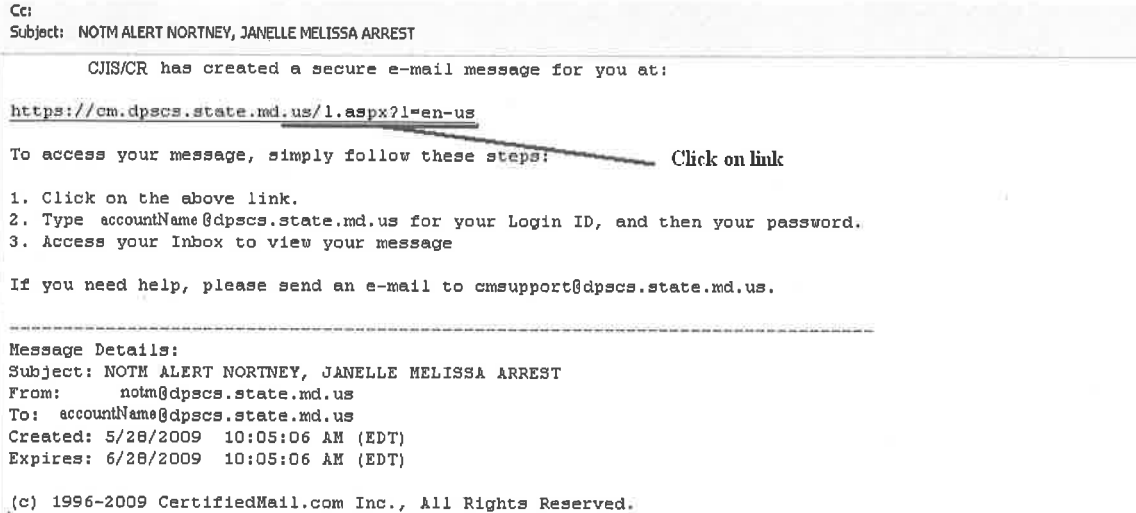 Cc:
Subject: NOTM ALERT NORTNEY, JANELLE MELISSA ARREST
CJIS/CR has created a secure e-mail message for you at:
https://cm.dpscs.state.md.us/l.aspx?l=en-us
To access your message, simply follow these steps:
Click on link
1. Click on the above link.
2. Type accountName@dpscs.state.md.us for your Login ID, and then your password.
3. Access your Inbox to view your message
If you need help, please send an e-mail to cmsupport@dpscs.state.md.us.
--------------------------------------------------------------------------------
Message Details:
Subject: NOTM ALERT NORTNEY, JANELLE MELISSA ARREST
From: notm@dpscs.state.md.us
To: accountName@dpscs.state.md.us
Created: 5/28/2009 10:05:06 AM (EDT)
Expires: 6/28/2009 10:05:06 AM (EDT)
(c) 1996-2009 CertifiedMail.com Inc., All Rights Reserved.